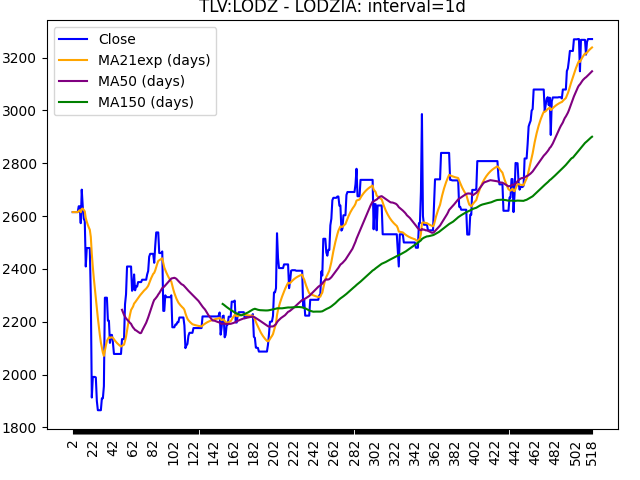 TLV:LODZ - LODZIA: interval=1d
Close
MA21exp (days)
MA50 (days)
MA150 (days)
3200
3000
2800
2600
2400
2200
2000
1800
2 22 42 62 82 102 122 142 162 182 202 222 242 262 282 302 322 342 362 382 402 422 442 462 482 502 518